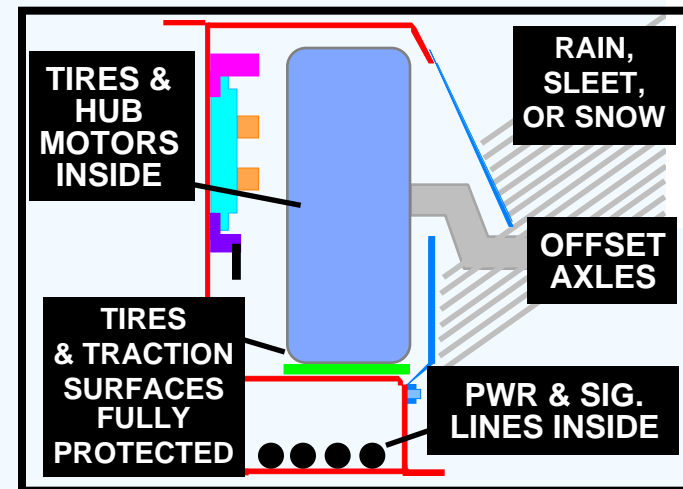 TIRES &
HUB
MOTORS
INSIDE
RAIN,
SLEET,
OR SNOW
OFFSET
AXLES
TIRES
& TRACTION
SURFACES
FULLY
PROTECTED
PWR & SIG.
LINES INSIDE